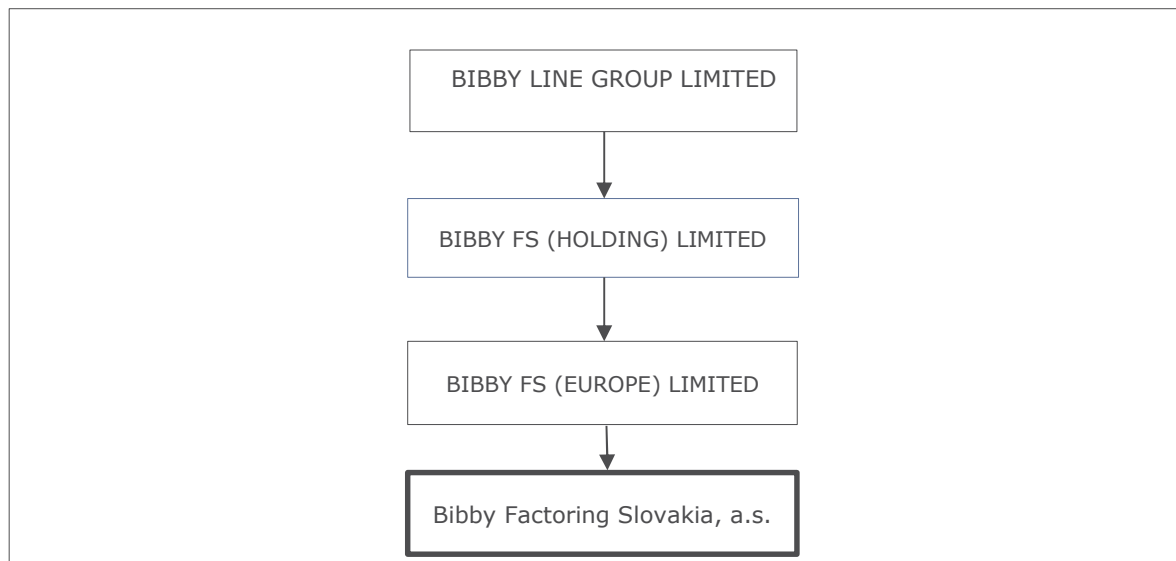 BIBBY LINE GROUP LIMITED
BIBBY FS (HOLDING) LIMITED
BIBBY FS (EUROPE) LIMITED
Bibby Factoring Slovakia, a.s.